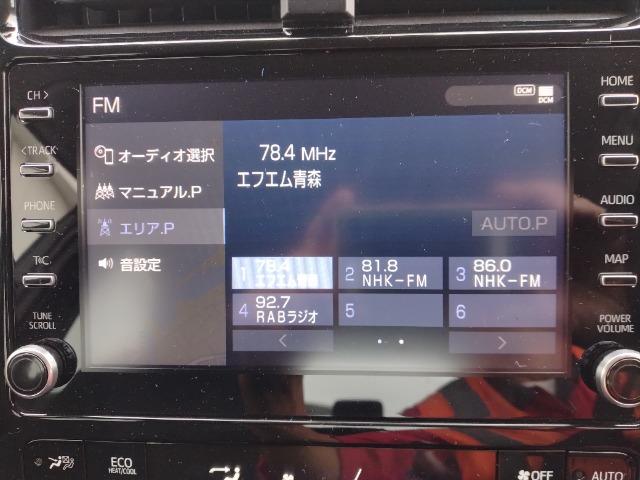 CH >
< TRACK
PHONE
T.R.C.
TUNE
SCROLL
FM
DCM
DCM
オーディオ選択
マニュアル.P
エリア.P
音設定
78.4 MHz
エフエム青森
AUTO.P
1 78.4 エフエム青森
2 81.8 NHK-FM
3 86.0 NHK-FM
4 92.7 RABラジオ
5
6
<
>
HOME
MENU
AUDIO
MAP
POWER
VOLUME
ECO
HEAT/COOL
OFF
AUTO